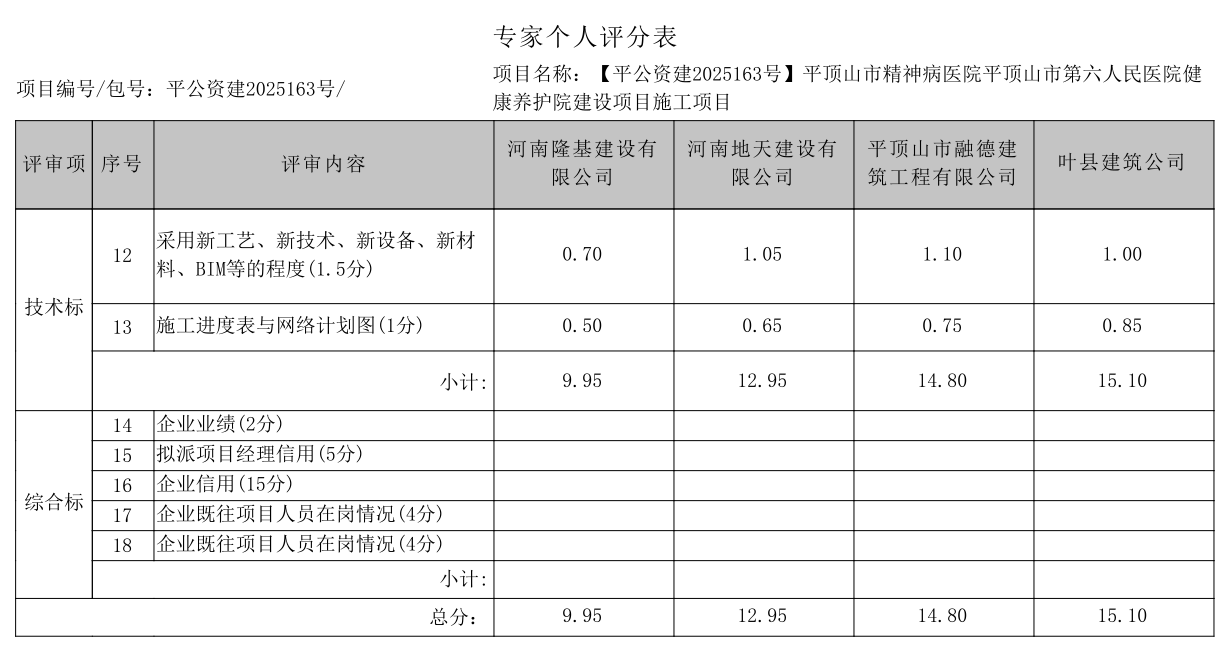 专家个人评分表
项目编号/包号：平公资建2025163号/
项目名称：【平公资建2025163号】平顶山市精神病医院平顶山市第六人民医院健
康养护院建设项目施工项目
评审项 序号 评审内容 河南隆基建设有 河南地天建设有 平顶山市融德建 叶县建筑公司
限公司 限公司 筑工程有限公司
技术标
12 采用新工艺、新技术、新设备、新材 0.70 1.05 1.10 1.00
料、BIM等的程度(1.5分)
13 施工进度表与网络计划图(1分) 0.50 0.65 0.75 0.85
小计: 9.95 12.95 14.80 15.10
综合标
14 企业业绩(2分)
15 拟派项目经理信用(5分)
16 企业信用(15分)
17 企业既往项目人员在岗情况(4分)
18 企业既往项目人员在岗情况(4分)
小计:
总分： 9.95 12.95 14.80 15.10